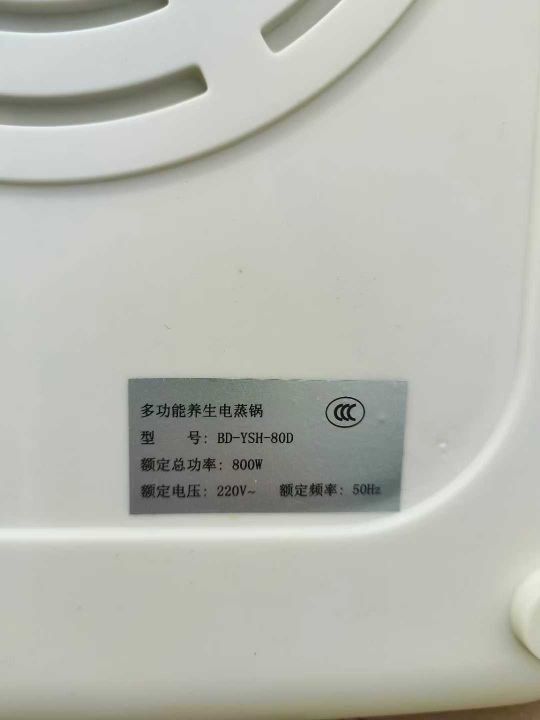 多功能养生电蒸锅 CCC
型 号: BD-YSH-80D
额定总功率: 800W
额定电压: 220V~ 额定频率: 50Hz